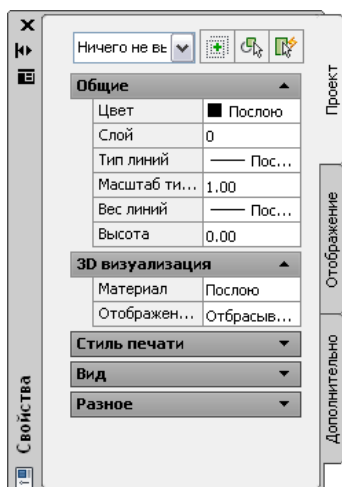 Ничего не вы
Общие
Цвет Послою
Слой 0
Тип линий Пос...
Масштаб ти... 1.00
Вес линий Пос...
Высота 0.00
3D визуализация
Материал Послою
Отображен... Отбрасыв...
Стиль печати
Вид
Разное
Свойства
Проект
Отображение
Дополнительно